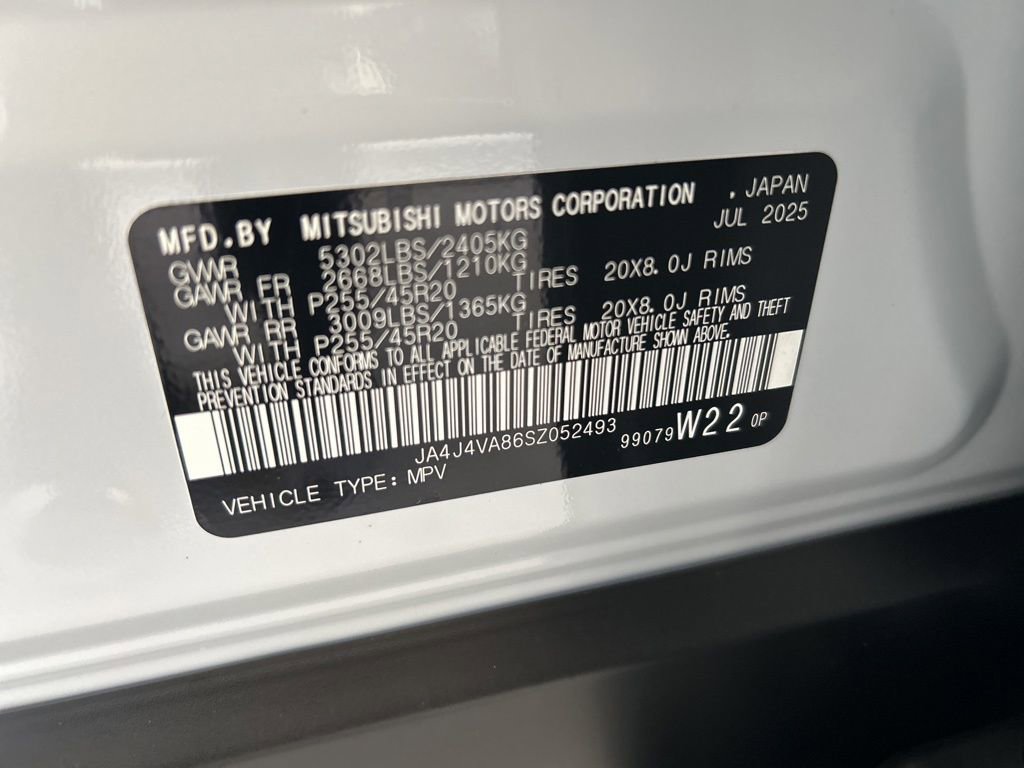 MFD.BY MITSUBISHI MOTORS CORPORATION , JAPAN
JUL 2025
GVWR 5302LBS/2405KG
GAWR FR 2668LBS/1210KG
WITH P255/45R20 TIRES 20X8.0J RIMS
GAWR RR 3009LBS/1365KG
WITH P255/45R20 TIRES 20X8.0J RIMS
THIS VEHICLE CONFORMS TO ALL APPLICABLE FEDERAL MOTOR VEHICLE SAFETY AND THEFT
PREVENTION STANDARDS IN EFFECT ON THE DATE OF MANUFACTURE SHOWN ABOVE.
JA4J4VA86SZ052493 99079 W22 0P
VEHICLE TYPE: MPV